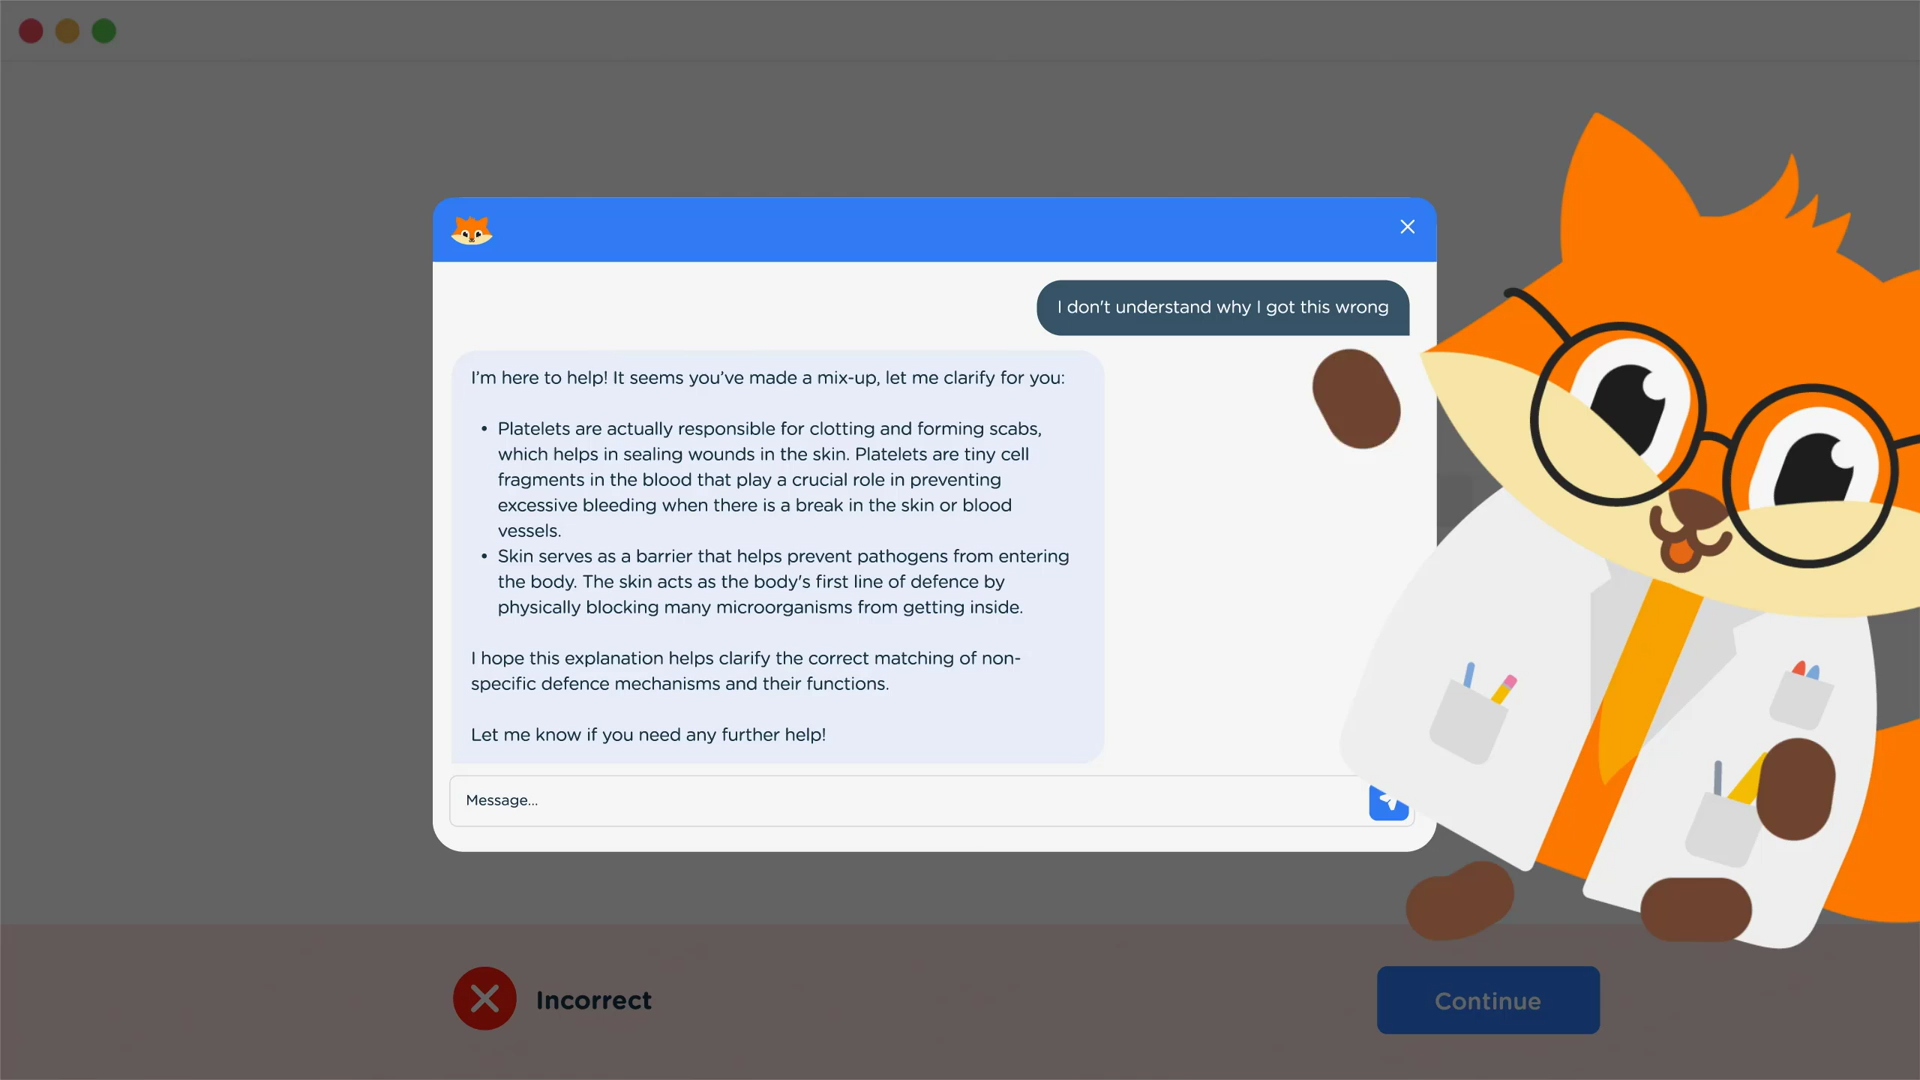 I don't understand why I got this wrong
I'm here to help! It seems you've made a mix-up, let me clarify for you:
• Platelets are actually responsible for clotting and forming scabs,
which helps in sealing wounds in the skin. Platelets are tiny cell
fragments in the blood that play a crucial role in preventing
excessive bleeding when there is a break in the skin or blood
vessels.
• Skin serves as a barrier that helps prevent pathogens from entering
the body. The skin acts as the body's first line of defence by
physically blocking many microorganisms from getting inside.
I hope this explanation helps clarify the correct matching of non-
specific defence mechanisms and their functions.
Let me know if you need any further help!
Message...
Incorrect
Continue